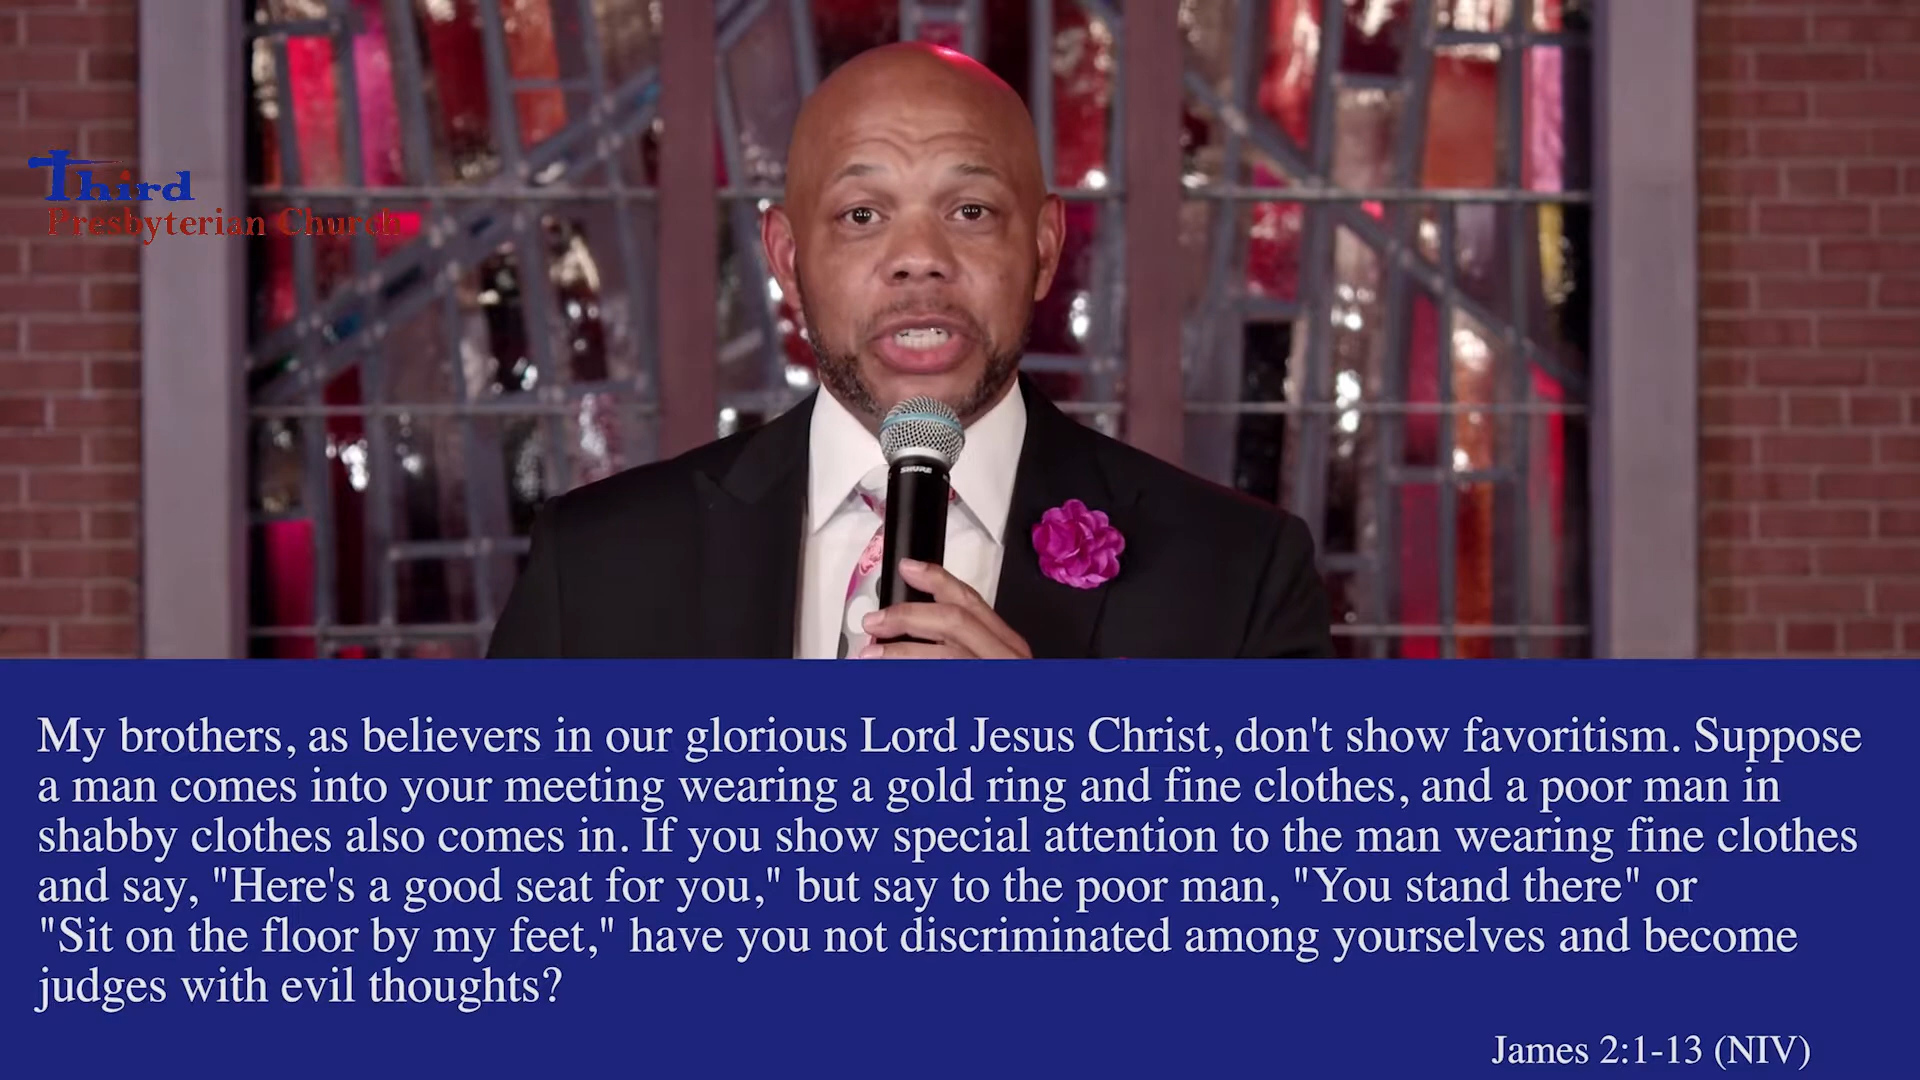 Third
Presbyterian Church
SHURE
My brothers, as believers in our glorious Lord Jesus Christ, don't show favoritism. Suppose
a man comes into your meeting wearing a gold ring and fine clothes, and a poor man in
shabby clothes also comes in. If you show special attention to the man wearing fine clothes
and say, "Here's a good seat for you," but say to the poor man, "You stand there" or
"Sit on the floor by my feet," have you not discriminated among yourselves and become
judges with evil thoughts?
James 2:1-13 (NIV)